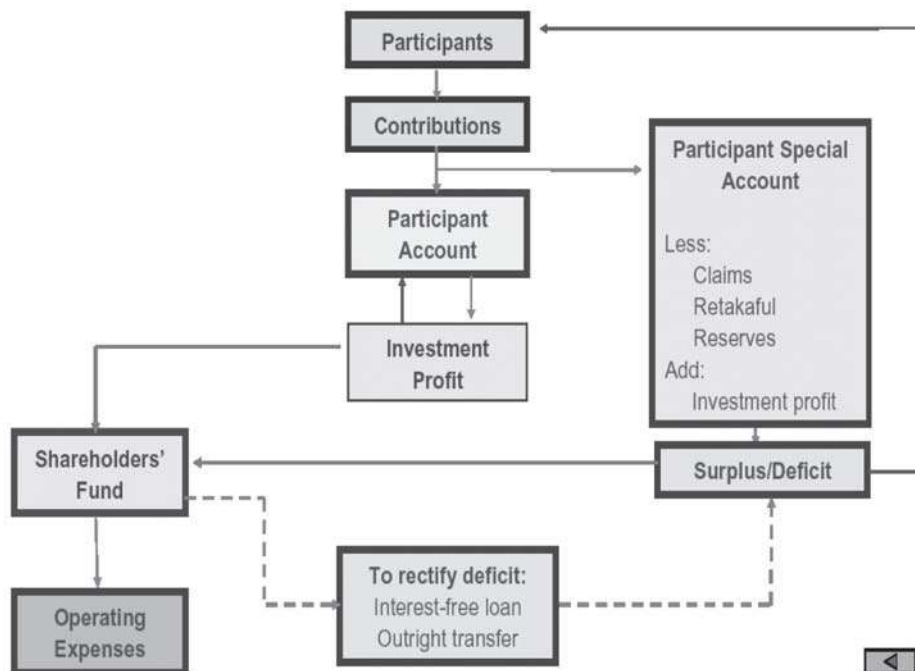 Participants
Contributions
Participant Special
Account
Less:
Claims
Retakaful
Reserves
Add:
Investment profit
Participant
Account
Investment
Profit
Shareholders'
Fund
Surplus/Deficit
To rectify deficit:
Interest-free loan
Outright transfer
Operating
Expenses